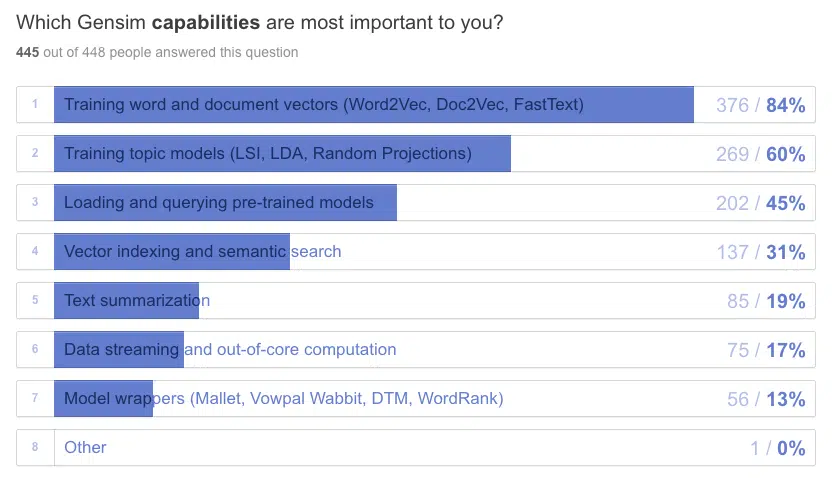 Which Gensim capabilities are most important to you?
445 out of 448 people answered this question
1 Training word and document vectors (Word2Vec, Doc2Vec, FastText) 376 / 84%
2 Training topic models (LSI, LDA, Random Projections) 269 / 60%
3 Loading and querying pre-trained models 202 / 45%
4 Vector indexing and semantic search 137 / 31%
5 Text summarization 85 / 19%
6 Data streaming and out-of-core computation 75 / 17%
7 Model wrappers (Mallet, Vowpal Wabbit, DTM, WordRank) 56 / 13%
8 Other 1 / 0%